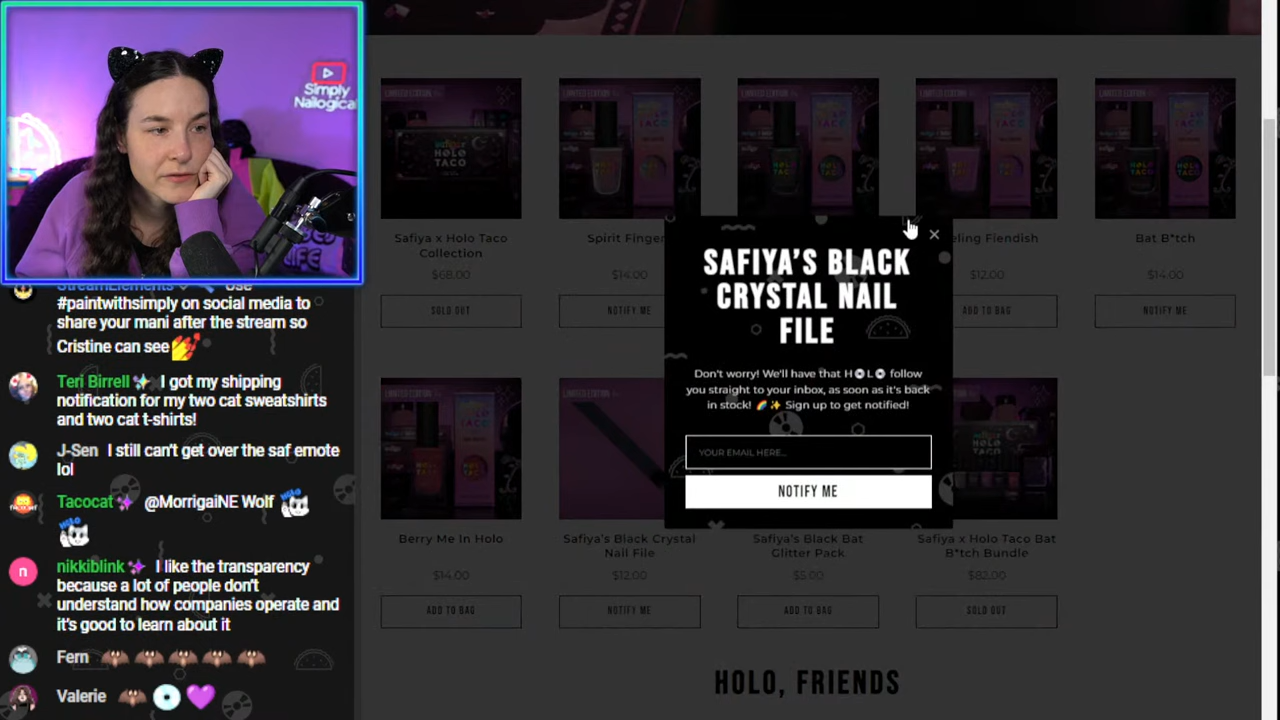 Simply
Nailogical
StreamElements Use
#paintwithsimply on social media to
share your mani after the stream so
Cristine can see
Teri Birrell I got my shipping
notification for my two cat sweatshirts
and two cat t-shirts!
J-Sen I still can't get over the saf emote
lol
Tacocat @MorrigaiNE Wolf
n
nikkiblink I like the transparency
because a lot of people don't
understand how companies operate and
it's good to learn about it
Fern
Valerie
Safiya x Holo Taco
Collection
$68.00
SOLD OUT
Spirit Finger
$14.00
NOTIFY ME
eling Fiendish
$12.00
ADD TO BAG
Bat B*tch
$14.00
NOTIFY ME
SAFIYA'S BLACK
CRYSTAL NAIL
FILE
Don't worry! We'll have that H💿L💿 follow
you straight to your inbox, as soon as it's back
in stock! 🌈✨ Sign up to get notified!
YOUR EMAIL HERE...
NOTIFY ME
Berry Me In Holo
$14.00
ADD TO BAG
Safiya's Black Crystal
Nail File
$12.00
NOTIFY ME
Safiya's Black Bat
Glitter Pack
$5.00
ADD TO BAG
Safiya x Holo Taco Bat
B*tch Bundle
$82.00
SOLD OUT
HOLO, FRIENDS